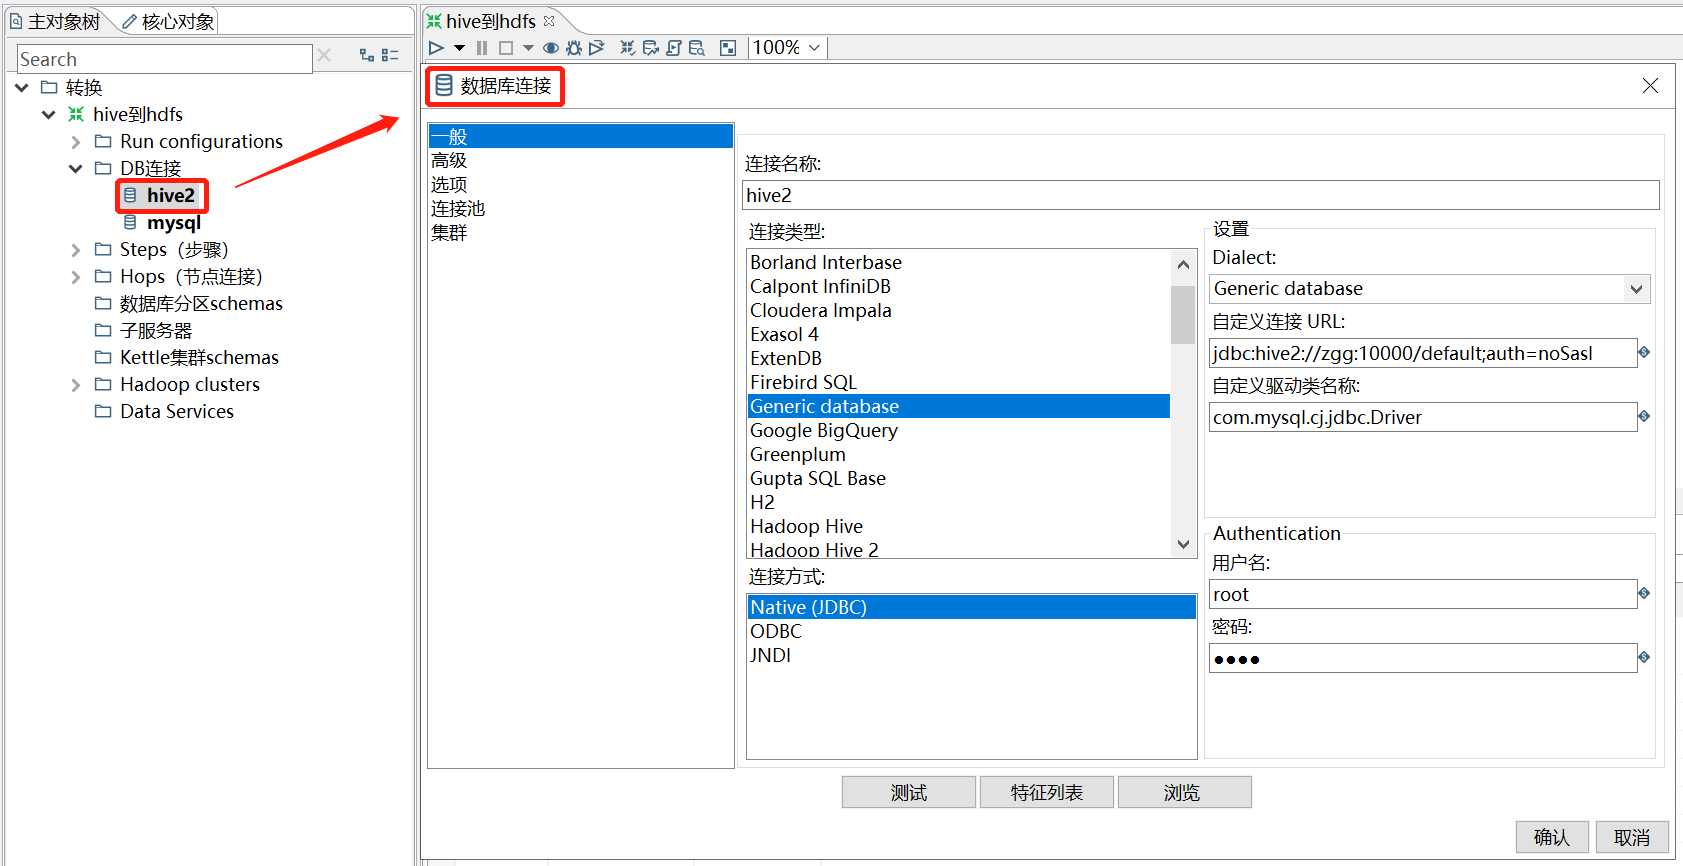 主对象树
核心对象
Search
转换
hive到hdfs
Run configurations
DB连接
hive2
mysql
Steps（步骤）
Hops（节点连接）
数据库分区schemas
子服务器
Kettle集群schemas
Hadoop clusters
Data Services
hive到hdfs
100%
数据库连接
一般
高级
选项
连接池
集群
连接名称:
hive2
连接类型:
Borland Interbase
Calpont InfiniDB
Cloudera Impala
Exasol 4
ExtenDB
Firebird SQL
Generic database
Google BigQuery
Greenplum
Gupta SQL Base
H2
Hadoop Hive
Hadoop Hive 2
连接方式:
Native (JDBC)
ODBC
JNDI
设置
Dialect:
Generic database
自定义连接 URL:
jdbc:hive2://zgg:10000/default;auth=noSasl
自定义驱动类名称:
com.mysql.cj.jdbc.Driver
Authentication
用户名:
root
密码:
●●●●
测试
特征列表
浏览
确认
取消